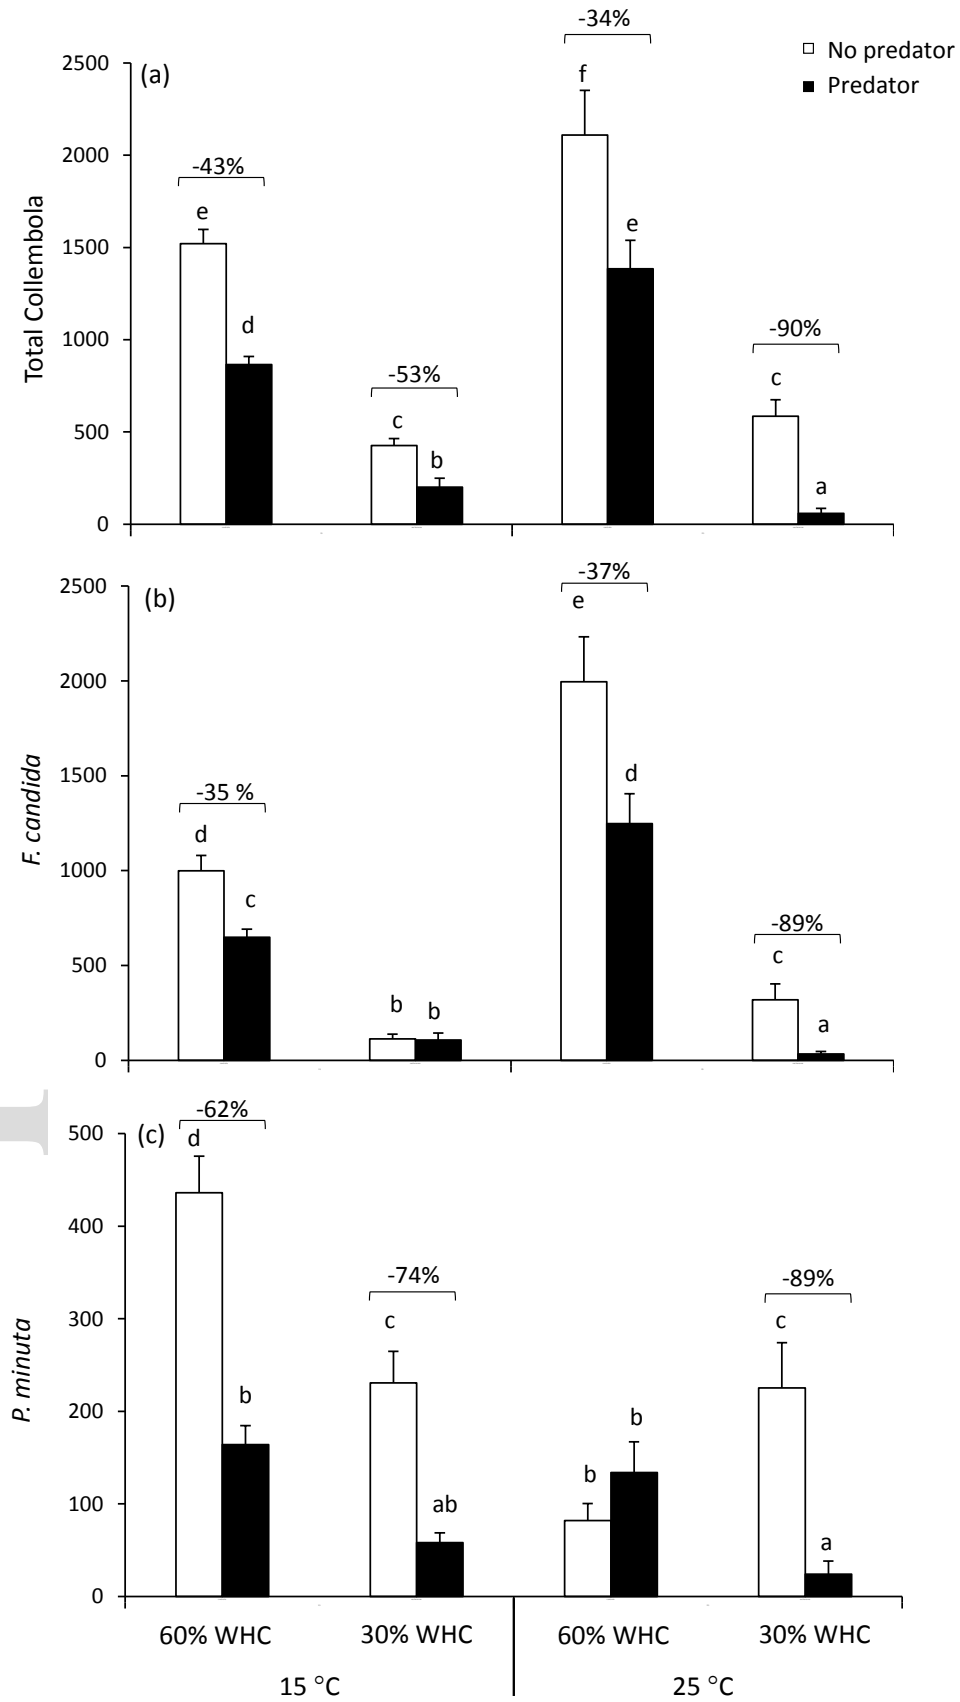 -34%
No predator
Predator
(a)
2500
2000
1500
1000
500
0
Total Collembola
-43%
e
d
-53%
c
b
f
e
-90%
c
a
(b)
2500
2000
1500
1000
500
0
F. candida
-35 %
d
c
b b
-37%
e
d
-89%
c
a
(c)
500
400
300
200
100
0
P. minuta
-62%
d
b
-74%
c
ab
b
b
-89%
c
a
60% WHC 30% WHC 60% WHC 30% WHC
15 °C 25 °C